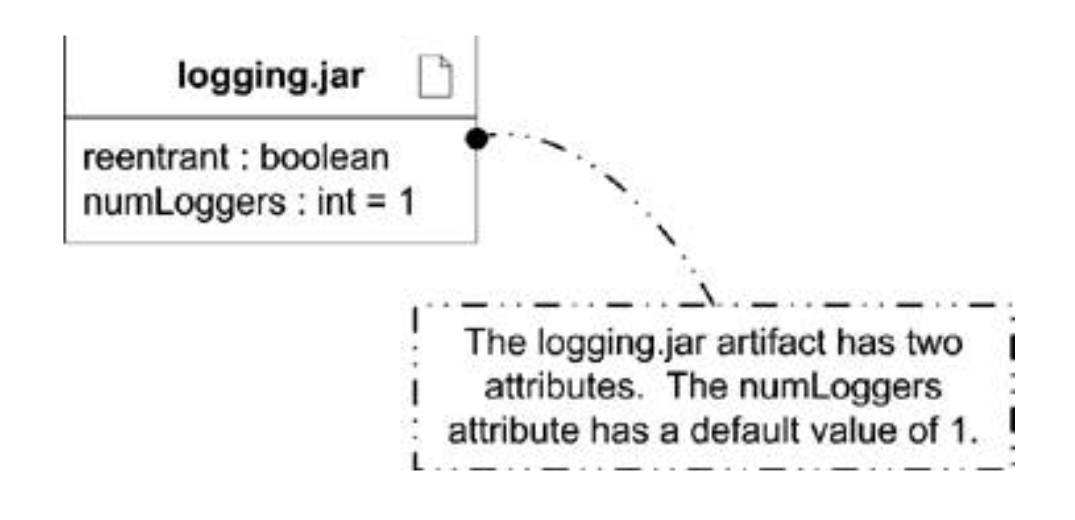 logging.jar
reentrant : boolean
numLoggers : int = 1
The logging.jar artifact has two
attributes. The numLoggers
attribute has a default value of 1.